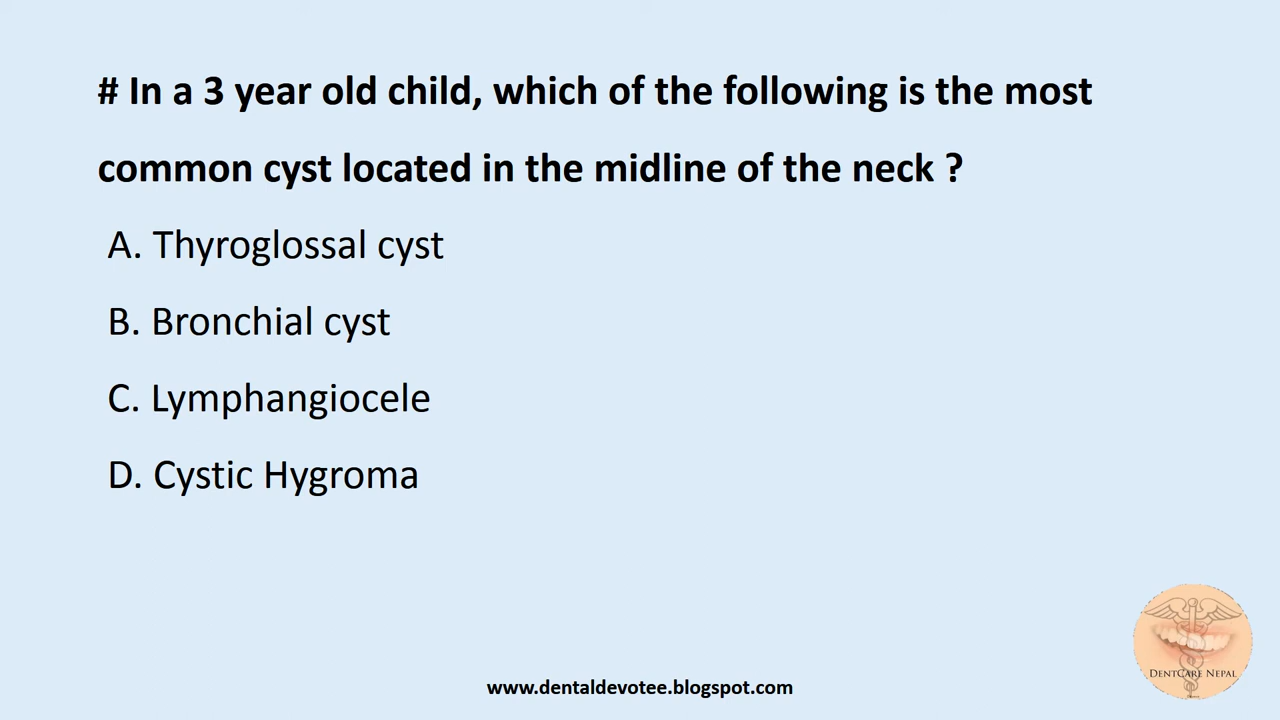 # In a 3 year old child, which of the following is the most
common cyst located in the midline of the neck ?
A. Thyroglossal cyst
B. Bronchial cyst
C. Lymphangiocele
D. Cystic Hygroma
DENTCARE NEPAL
www.dentaldevotee.blogspot.com